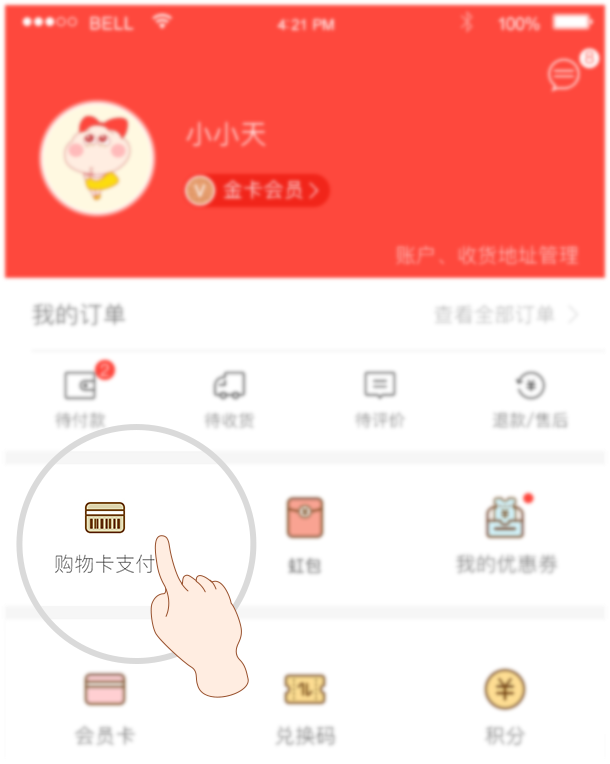 BELL 4:21 PM 100%
8
小小天
V 金卡会员
账户、收货地址管理
我的订单 查看全部订单
2
待付款 待收货 待评价 退款/售后
购物卡支付 虹包 我的优惠券
会员卡 兑换码 积分